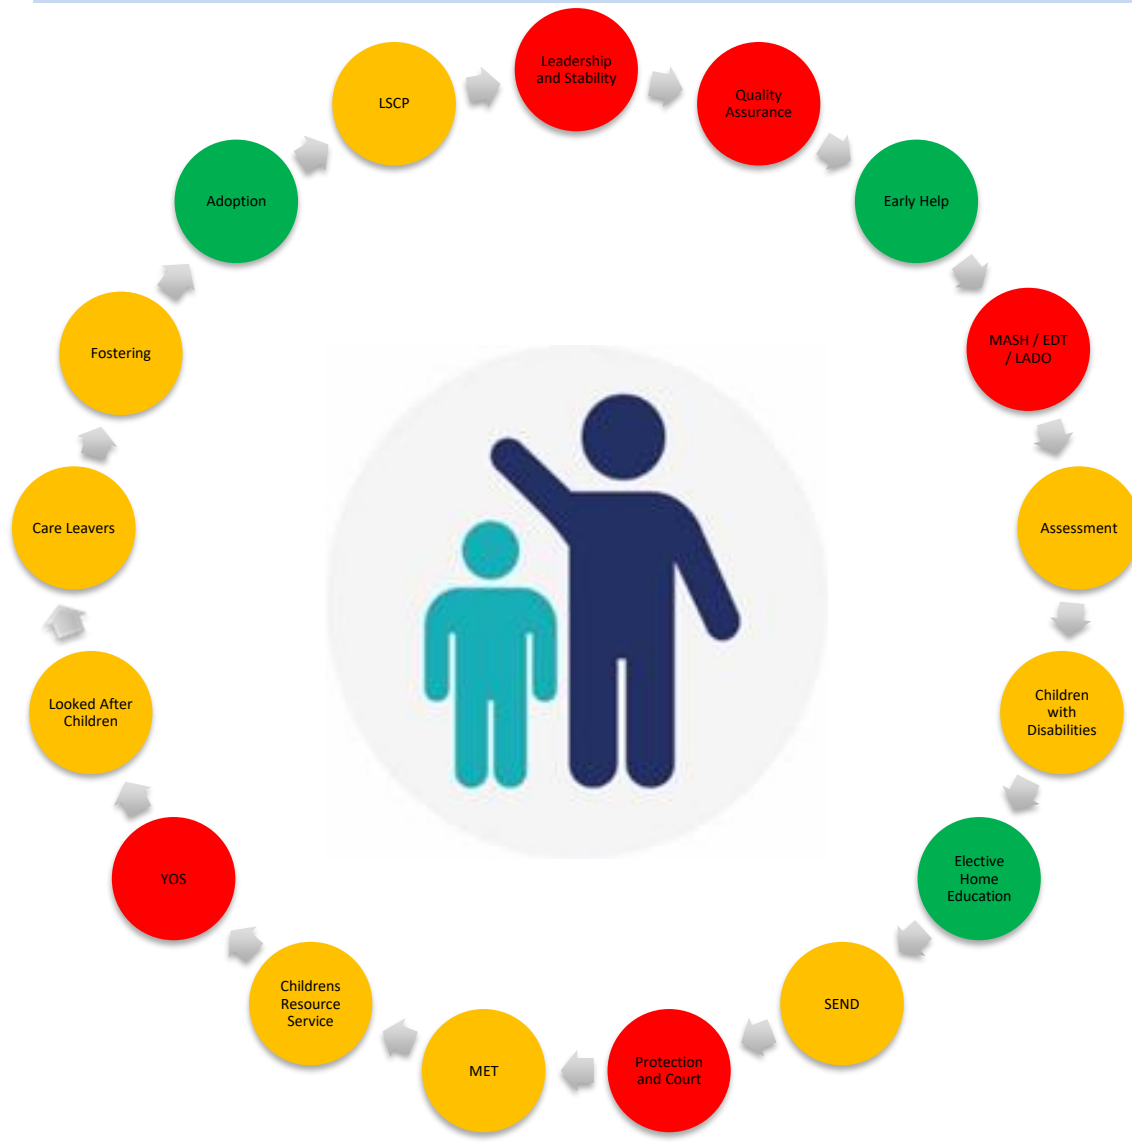 Leadership
and Stability
Quality
Assurance
Early Help
MASH / EDT
/ LADO
Assessment
Children
with
Disabilities
Elective
Home
Education
SEND
Protection
and Court
MET
Childrens
Resource
Service
YOS
Looked After
Children
Care Leavers
Fostering
Adoption
LSCP